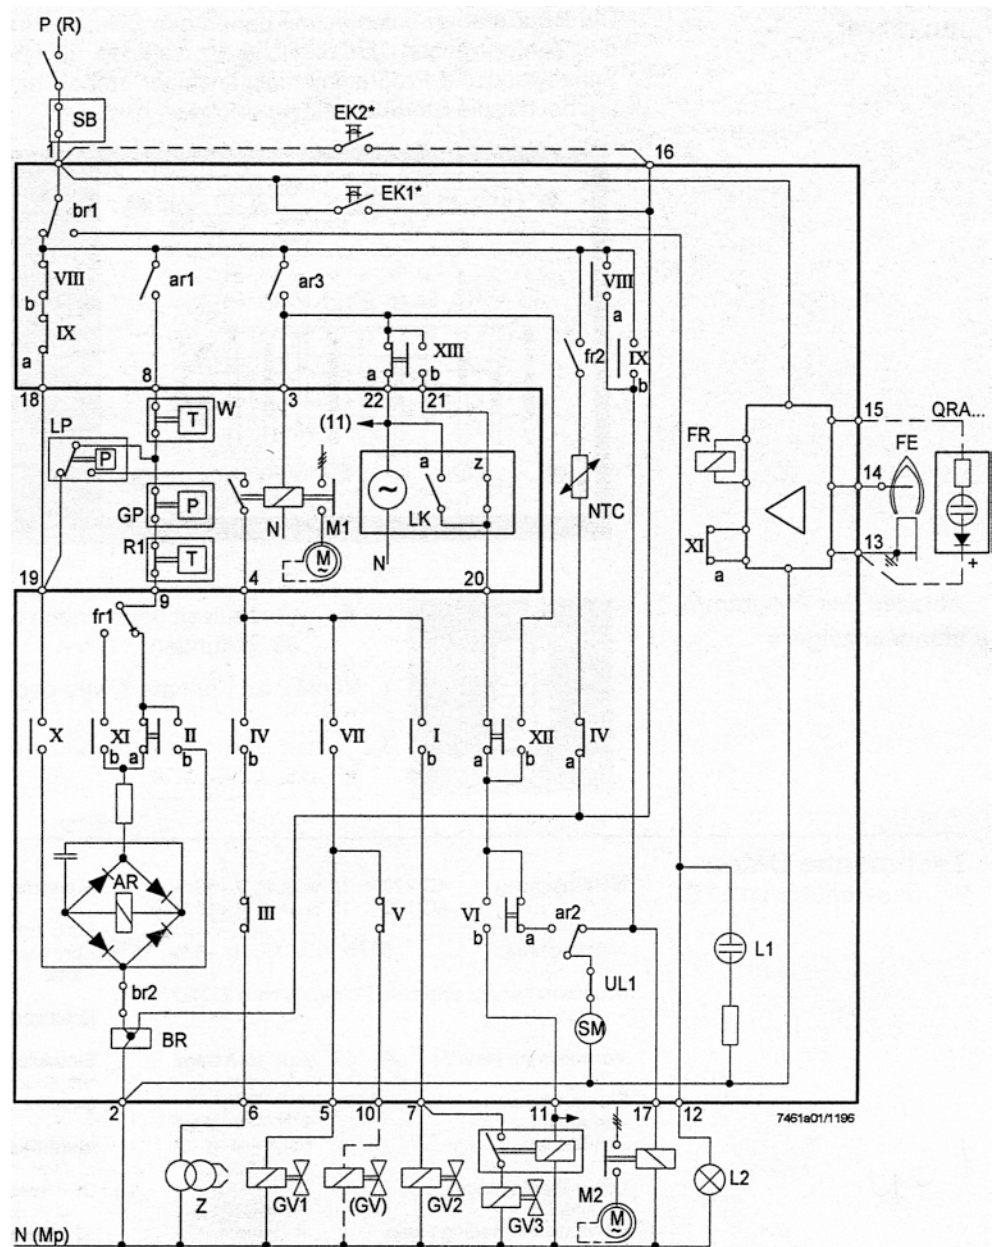 P (R)
SB
EK2*
1
16
EK1*
br1
VIII
b
IX
a
ar1
ar3
VIII
a
fr2
IX
b
XIII
a
b
18
8
3
22
21
15
QRA...
LP
W
T
(11)
FR
FE
P
14
GP
P
a
z
LK
NTC
N
M1
M
~
~
N
XI
a
R1
T
13
+
19
9
4
20
fr1
X
XI
b
a
II
b
IV
b
VII
I
b
XII
a
b
IV
a
AR
III
V
VI
b
a
ar2
L1
br2
UL1
BR
SM
2
6
5
10
7
11
17
12
7461a01/1196
Z
GV1
(GV)
GV2
GV3
M2
M
~
L2
N (Mp)